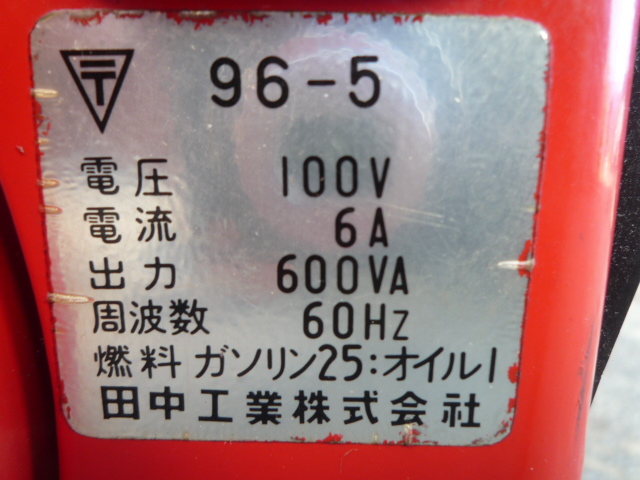 〒 96-5
電圧 100V
電流 6A
出力 600VA
周波数 60Hz
燃料 ガソリン25:オイル1
田中工業株式会社